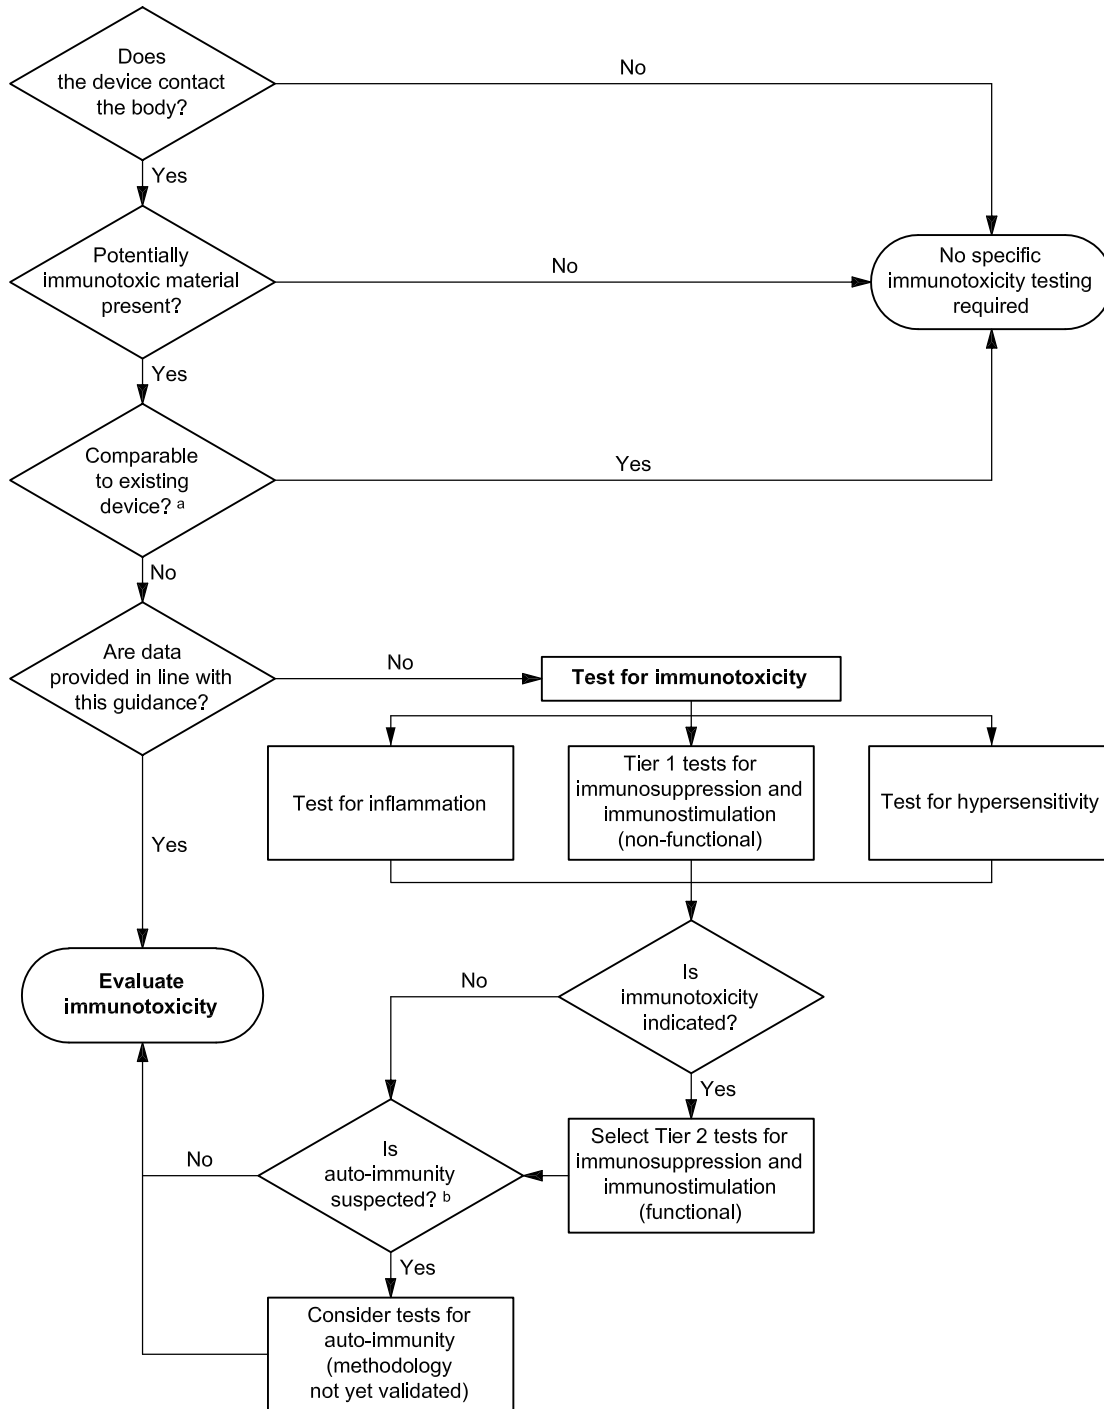 Does
the device contact
the body?
No
Yes
Potentially
immunotoxic material
present?
No
No specific
immunotoxicity testing
required
Yes
Comparable
to existing
device? a
Yes
No
Are data
provided in line with
this guidance?
No
Test for immunotoxicity
Yes
Test for inflammation
Tier 1 tests for
immunosuppression and
immunostimulation
(non-functional)
Test for hypersensitivity
Evaluate
immunotoxicity
Is
immunotoxicity
indicated?
No
Yes
Select Tier 2 tests for
immunosuppression and
immunostimulation
(functional)
Is
auto-immunity
suspected? b
No
Yes
Consider tests for
auto-immunity
(methodology
not yet validated)